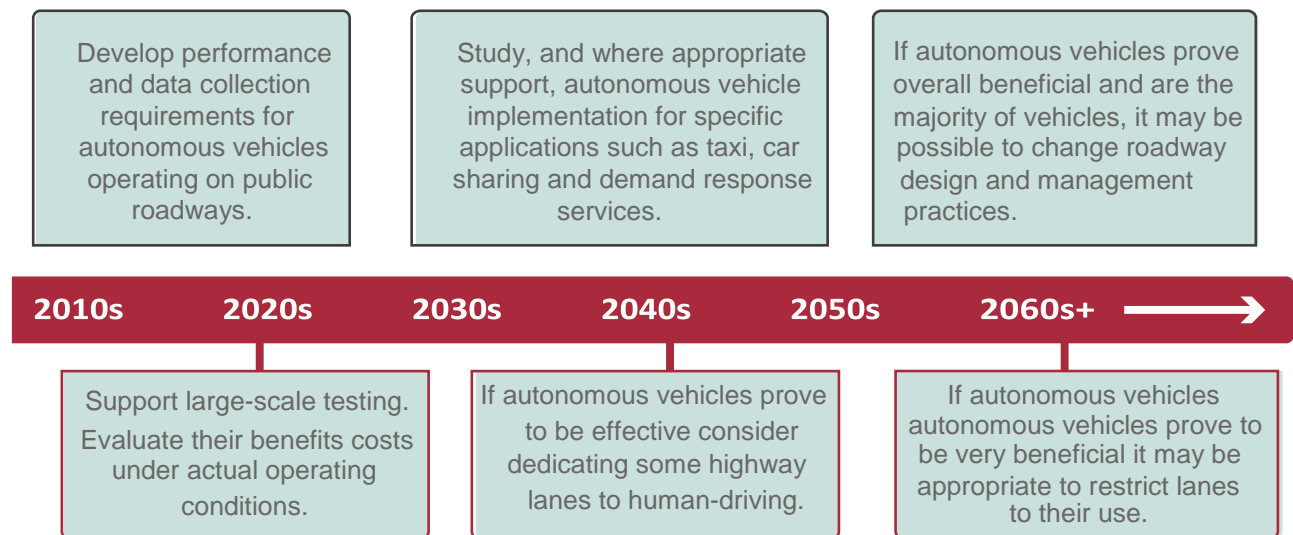 Develop performance
and data collection
requirements for
autonomous vehicles
operating on public
roadways.
Study, and where appropriate
support, autonomous vehicle
implementation for specific
applications such as taxi, car
sharing and demand response
services.
If autonomous vehicles prove
overall beneficial and are the
majority of vehicles, it may be
possible to change roadway
design and management
practices.
2010s 2020s 2030s 2040s 2050s 2060s+
Support large-scale testing.
Evaluate their benefits costs
under actual operating
conditions.
If autonomous vehicles prove
to be effective consider
dedicating some highway
lanes to human-driving.
If autonomous vehicles
autonomous vehicles prove to
be very beneficial it may be
appropriate to restrict lanes
to their use.